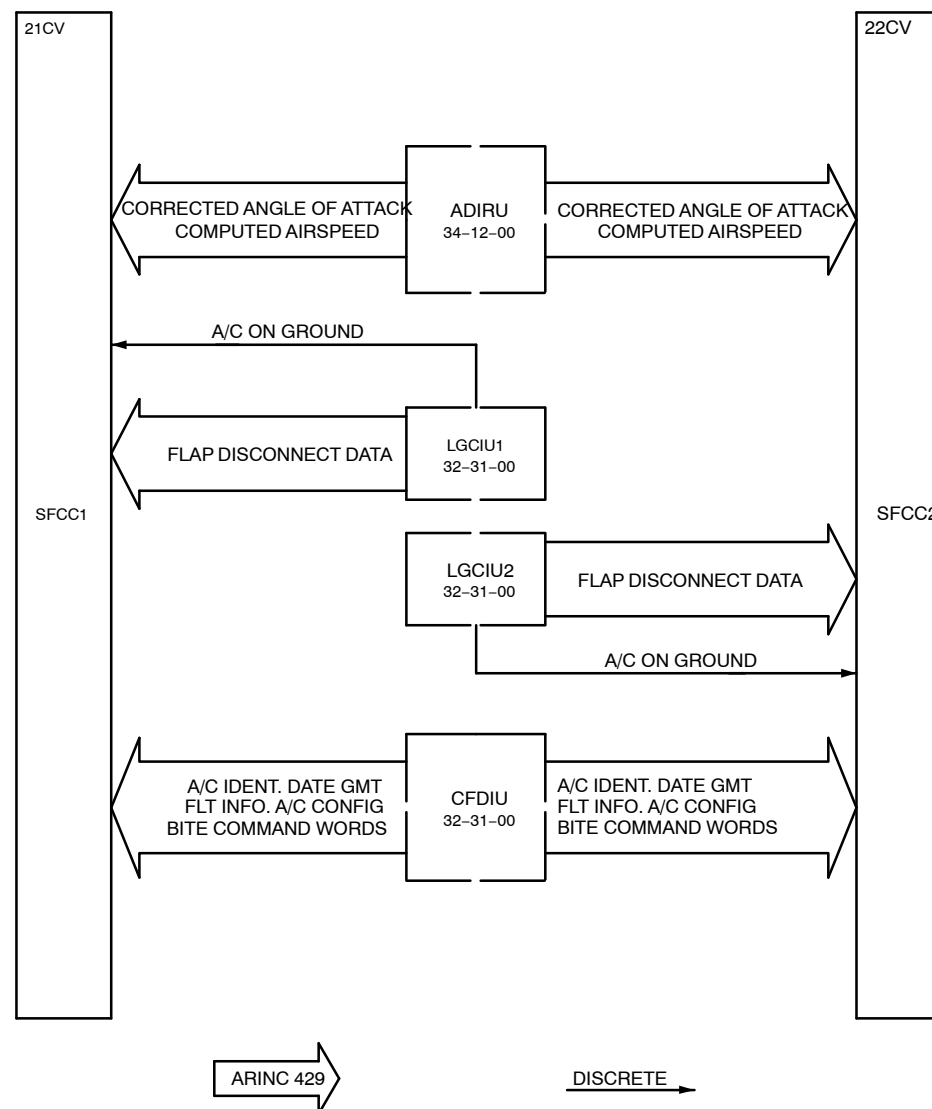 21CV
22CV
CORRECTED ANGLE OF ATTACK
COMPUTED AIRSPEED
ADIRU
34–12–00
CORRECTED ANGLE OF ATTACK
COMPUTED AIRSPEED
A/C ON GROUND
FLAP DISCONNECT DATA
LGCIU1
32–31–00
SFCC1
SFCC2
LGCIU2
32–31–00
FLAP DISCONNECT DATA
A/C ON GROUND
A/C IDENT. DATE GMT
FLT INFO. A/C CONFIG
BITE COMMAND WORDS
CFDIU
32–31–00
A/C IDENT. DATE GMT
FLT INFO. A/C CONFIG
BITE COMMAND WORDS
ARINC 429
DISCRETE